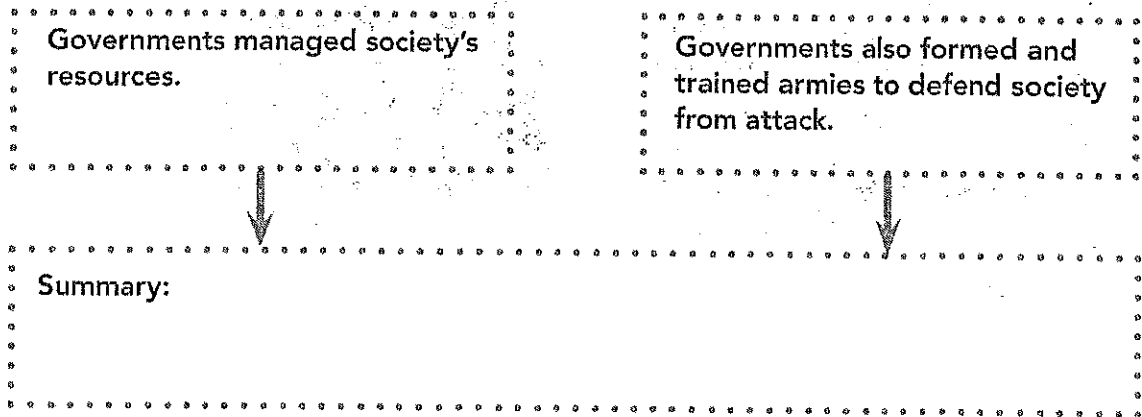 Governments managed society's
resources.
Governments also formed and
trained armies to defend society
from attack.
Summary: